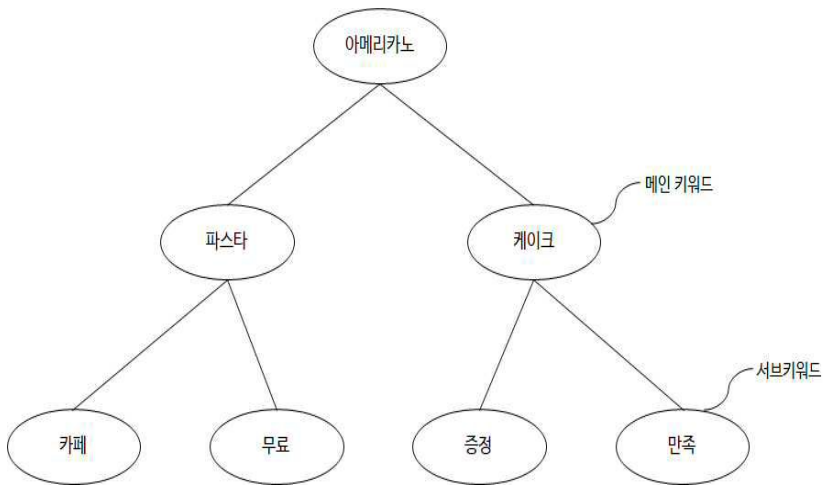 아메리카노
메인 키워드
파스타
케이크
서브키워드
카페
무료
증정
만족